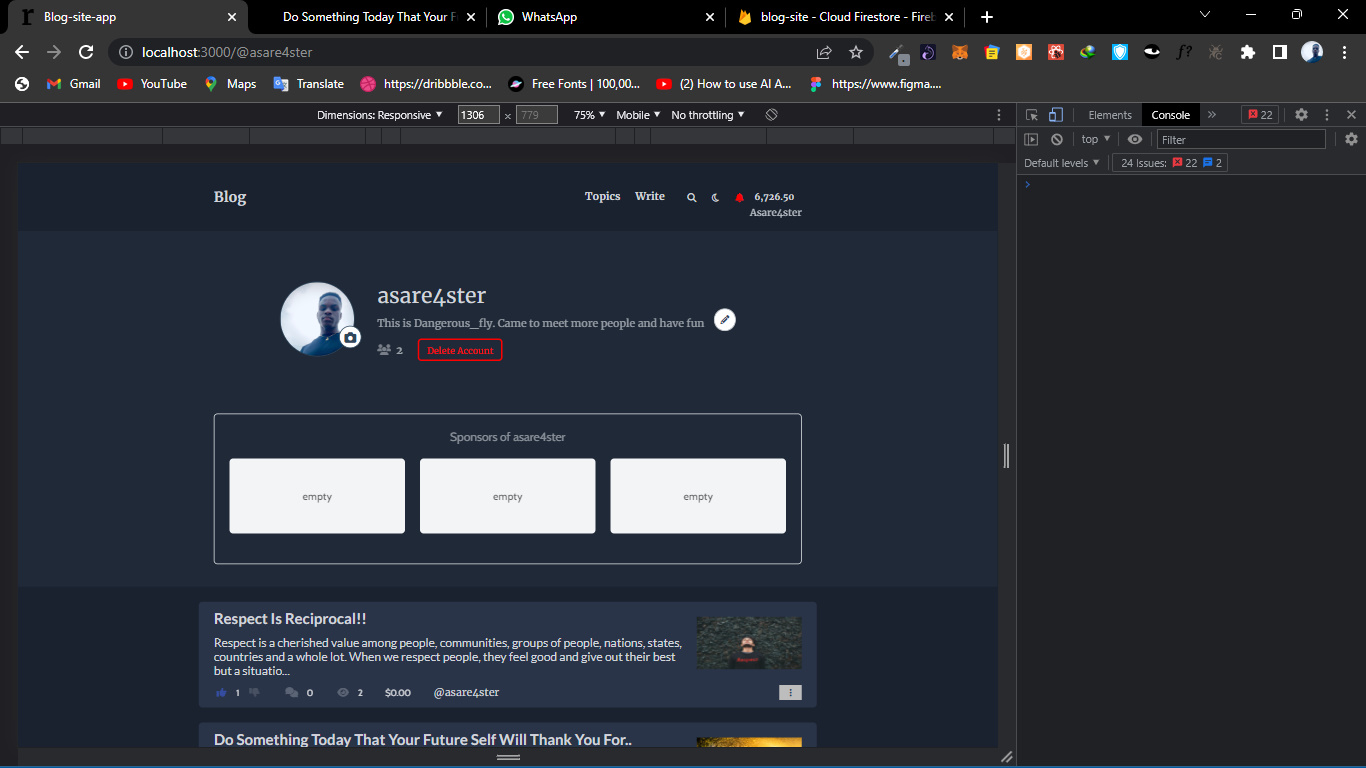 Blog-site-app
Do Something Today That Your F
WhatsApp
blog-site - Cloud Firestore - Fireb
localhost:3000/@asare4ster
Gmail
YouTube
Maps
Translate
https://dribbble.co...
Free Fonts | 100,00...
(2) How to use AI A...
https://www.figma....
Dimensions: Responsive
1306 × 779
75%
Mobile
No throttling
Elements
Console
22
top
Filter
Default levels
24 Issues: 22 2
Blog
Topics
Write
6,726.50
Asare4ster
asare4ster
This is Dangerous_fly. Came to meet more people and have fun
2
Delete Account
Sponsors of asare4ster
empty
empty
empty
Respect Is Reciprocal!!
Respect is a cherished value among people, communities, groups of people, nations, states,
countries and a whole lot. When we respect people, they feel good and give out their best
but a situatio...
1 0 2 $0.00 @asare4ster
Do Something Today That Your Future Self Will Thank You For..